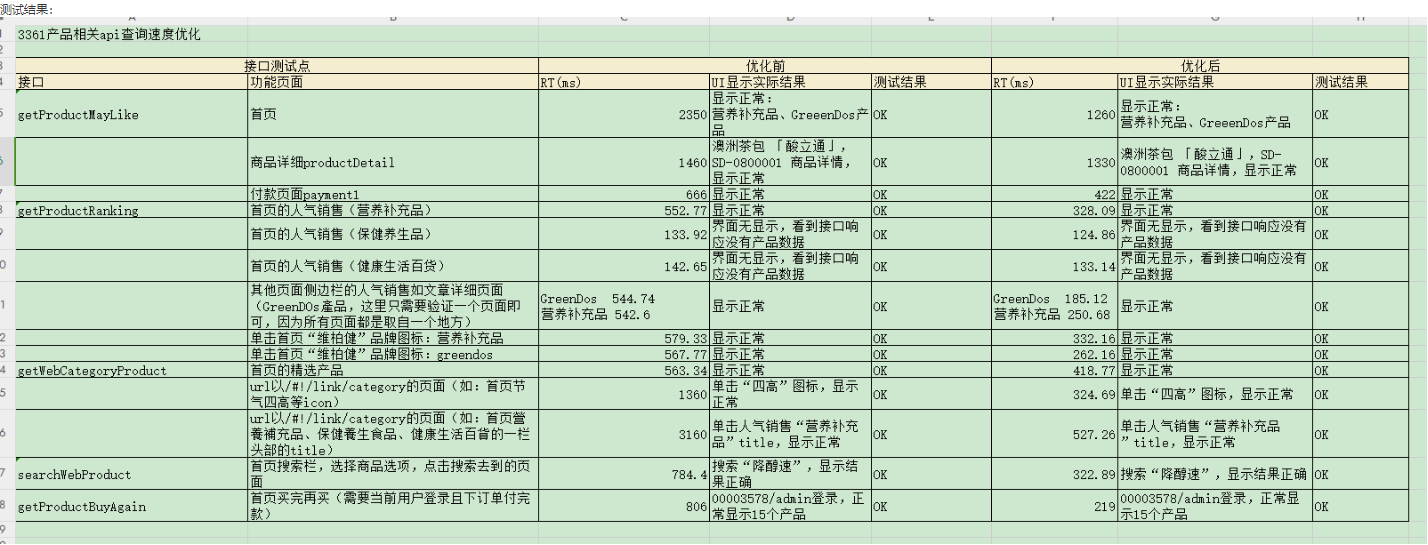 测试结果:
3361产品相关api查询速度优化
接口测试点 优化前 优化后
接口 功能页面 RT(ms) UI显示实际结果 测试结果 RT(ms) UI显示实际结果 测试结果
getProductMayLike 首页 2350 显示正常: 营养补充品、GreeenDos产品 OK 1260 显示正常: 营养补充品、GreeenDos产品 OK
商品详细productDetail 1460 澳洲茶包 「酸立通」, SD-0800001 商品详情, 显示正常 OK 1330 澳洲茶包 「酸立通」, SD-0800001 商品详情, 显示正常 OK
付款页面payment1 666 显示正常 OK 422 显示正常 OK
getProductRanking 首页的人气销售（营养补充品） 552.77 显示正常 OK 328.09 显示正常 OK
首页的人气销售（保健养生品） 133.92 界面无显示, 看到接口响应没有产品数据 OK 124.86 界面无显示, 看到接口响应没有产品数据 OK
首页的人气销售（健康生活百货） 142.65 界面无显示, 看到接口响应没有产品数据 OK 133.14 界面无显示, 看到接口响应没有产品数据 OK
其他页面侧边栏的人气销售如文章详细页面（GreenDOs產品, 这里只需要验证一个页面即可, 因为所有页面都是取自一个地方） GreenDos 544.74 营养补充品 542.6 显示正常 OK GreenDos 185.12 营养补充品 250.68 显示正常 OK
单击首页“维柏健”品牌图标: 营养补充品 579.33 显示正常 OK 332.16 显示正常 OK
单击首页“维柏健”品牌图标: greendos 567.77 显示正常 OK 262.16 显示正常 OK
getWebCategoryProduct 首页的精选产品 563.34 显示正常 OK 418.77 显示正常 OK
url以/#!/link/category的页面（如: 首页节气四高等icon） 1360 单击“四高”图标, 显示正常 OK 324.69 单击“四高”图标, 显示正常 OK
url以/#!/link/category的页面（如: 首页營養補充品、保健養生食品、健康生活百貨的一栏头部的title） 3160 单击人气销售“营养补充品”title, 显示正常 OK 527.26 单击人气销售“营养补充品”title, 显示正常 OK
searchWebProduct 首页搜索栏, 选择商品选项, 点击搜索去到的页面 784.4 搜索“降醇速”, 显示结果正确 OK 322.89 搜索“降醇速”, 显示结果正确 OK
getProductBuyAgain 首页买完再买（需要当前用户登录且下订单付完款） 806 00003578/admin登录, 正常显示15个产品 OK 219 00003578/admin登录, 正常显示15个产品 OK